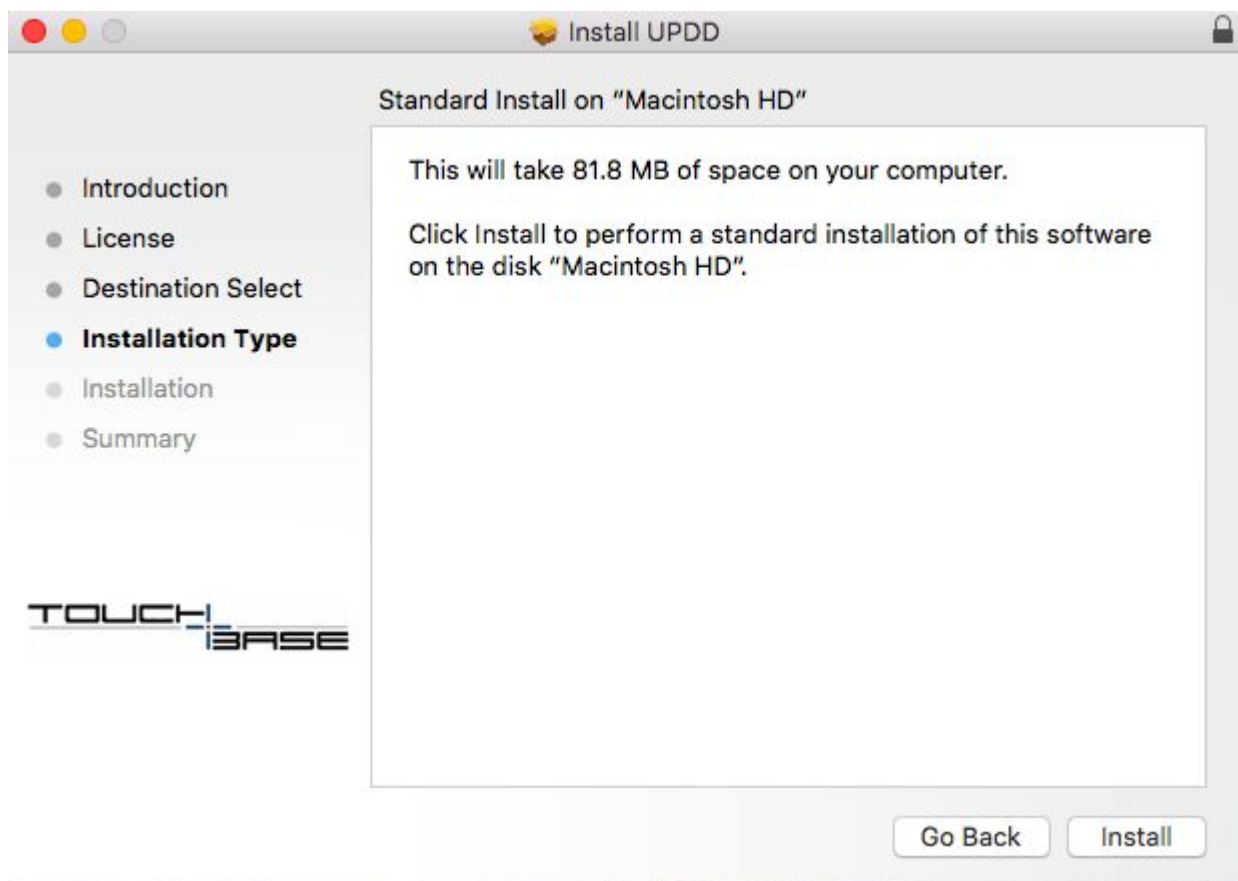 Install UPDD
Standard Install on “Macintosh HD”
Introduction
License
Destination Select
Installation Type
Installation
Summary
This will take 81.8 MB of space on your computer.
Click Install to perform a standard installation of this software
on the disk “Macintosh HD”.
TOUCH
BASE
Go Back
Install